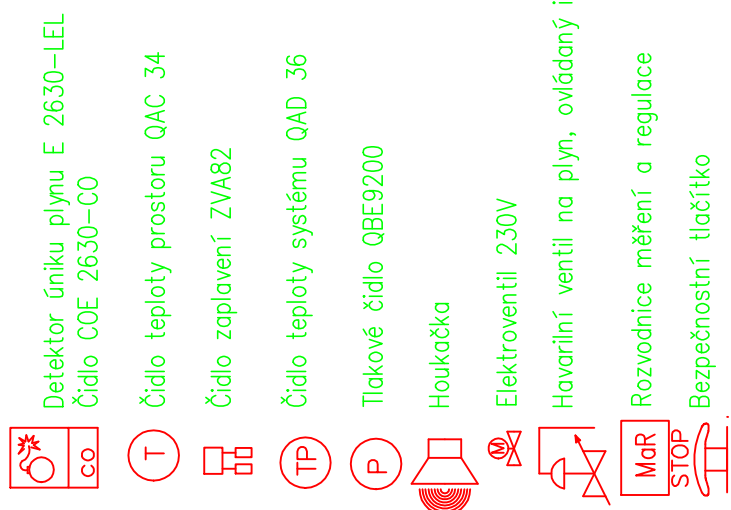 Detektor úniku plynu E 2630-LEL
Čidlo COE 2630-CO
CO
Čidlo teploty prostoru QAC 34
T
Čidlo zaplavení ZVA82
Čidlo teploty systému QAD 36
TP
Tlakové čidlo QBE9200
P
Houkačka
Elektroventil 230V
M
Havarilní ventil na plyn, ovládaný i
Rozvodnice měření a regulace
MaR
Bezpečnostní tlačítko
STOP